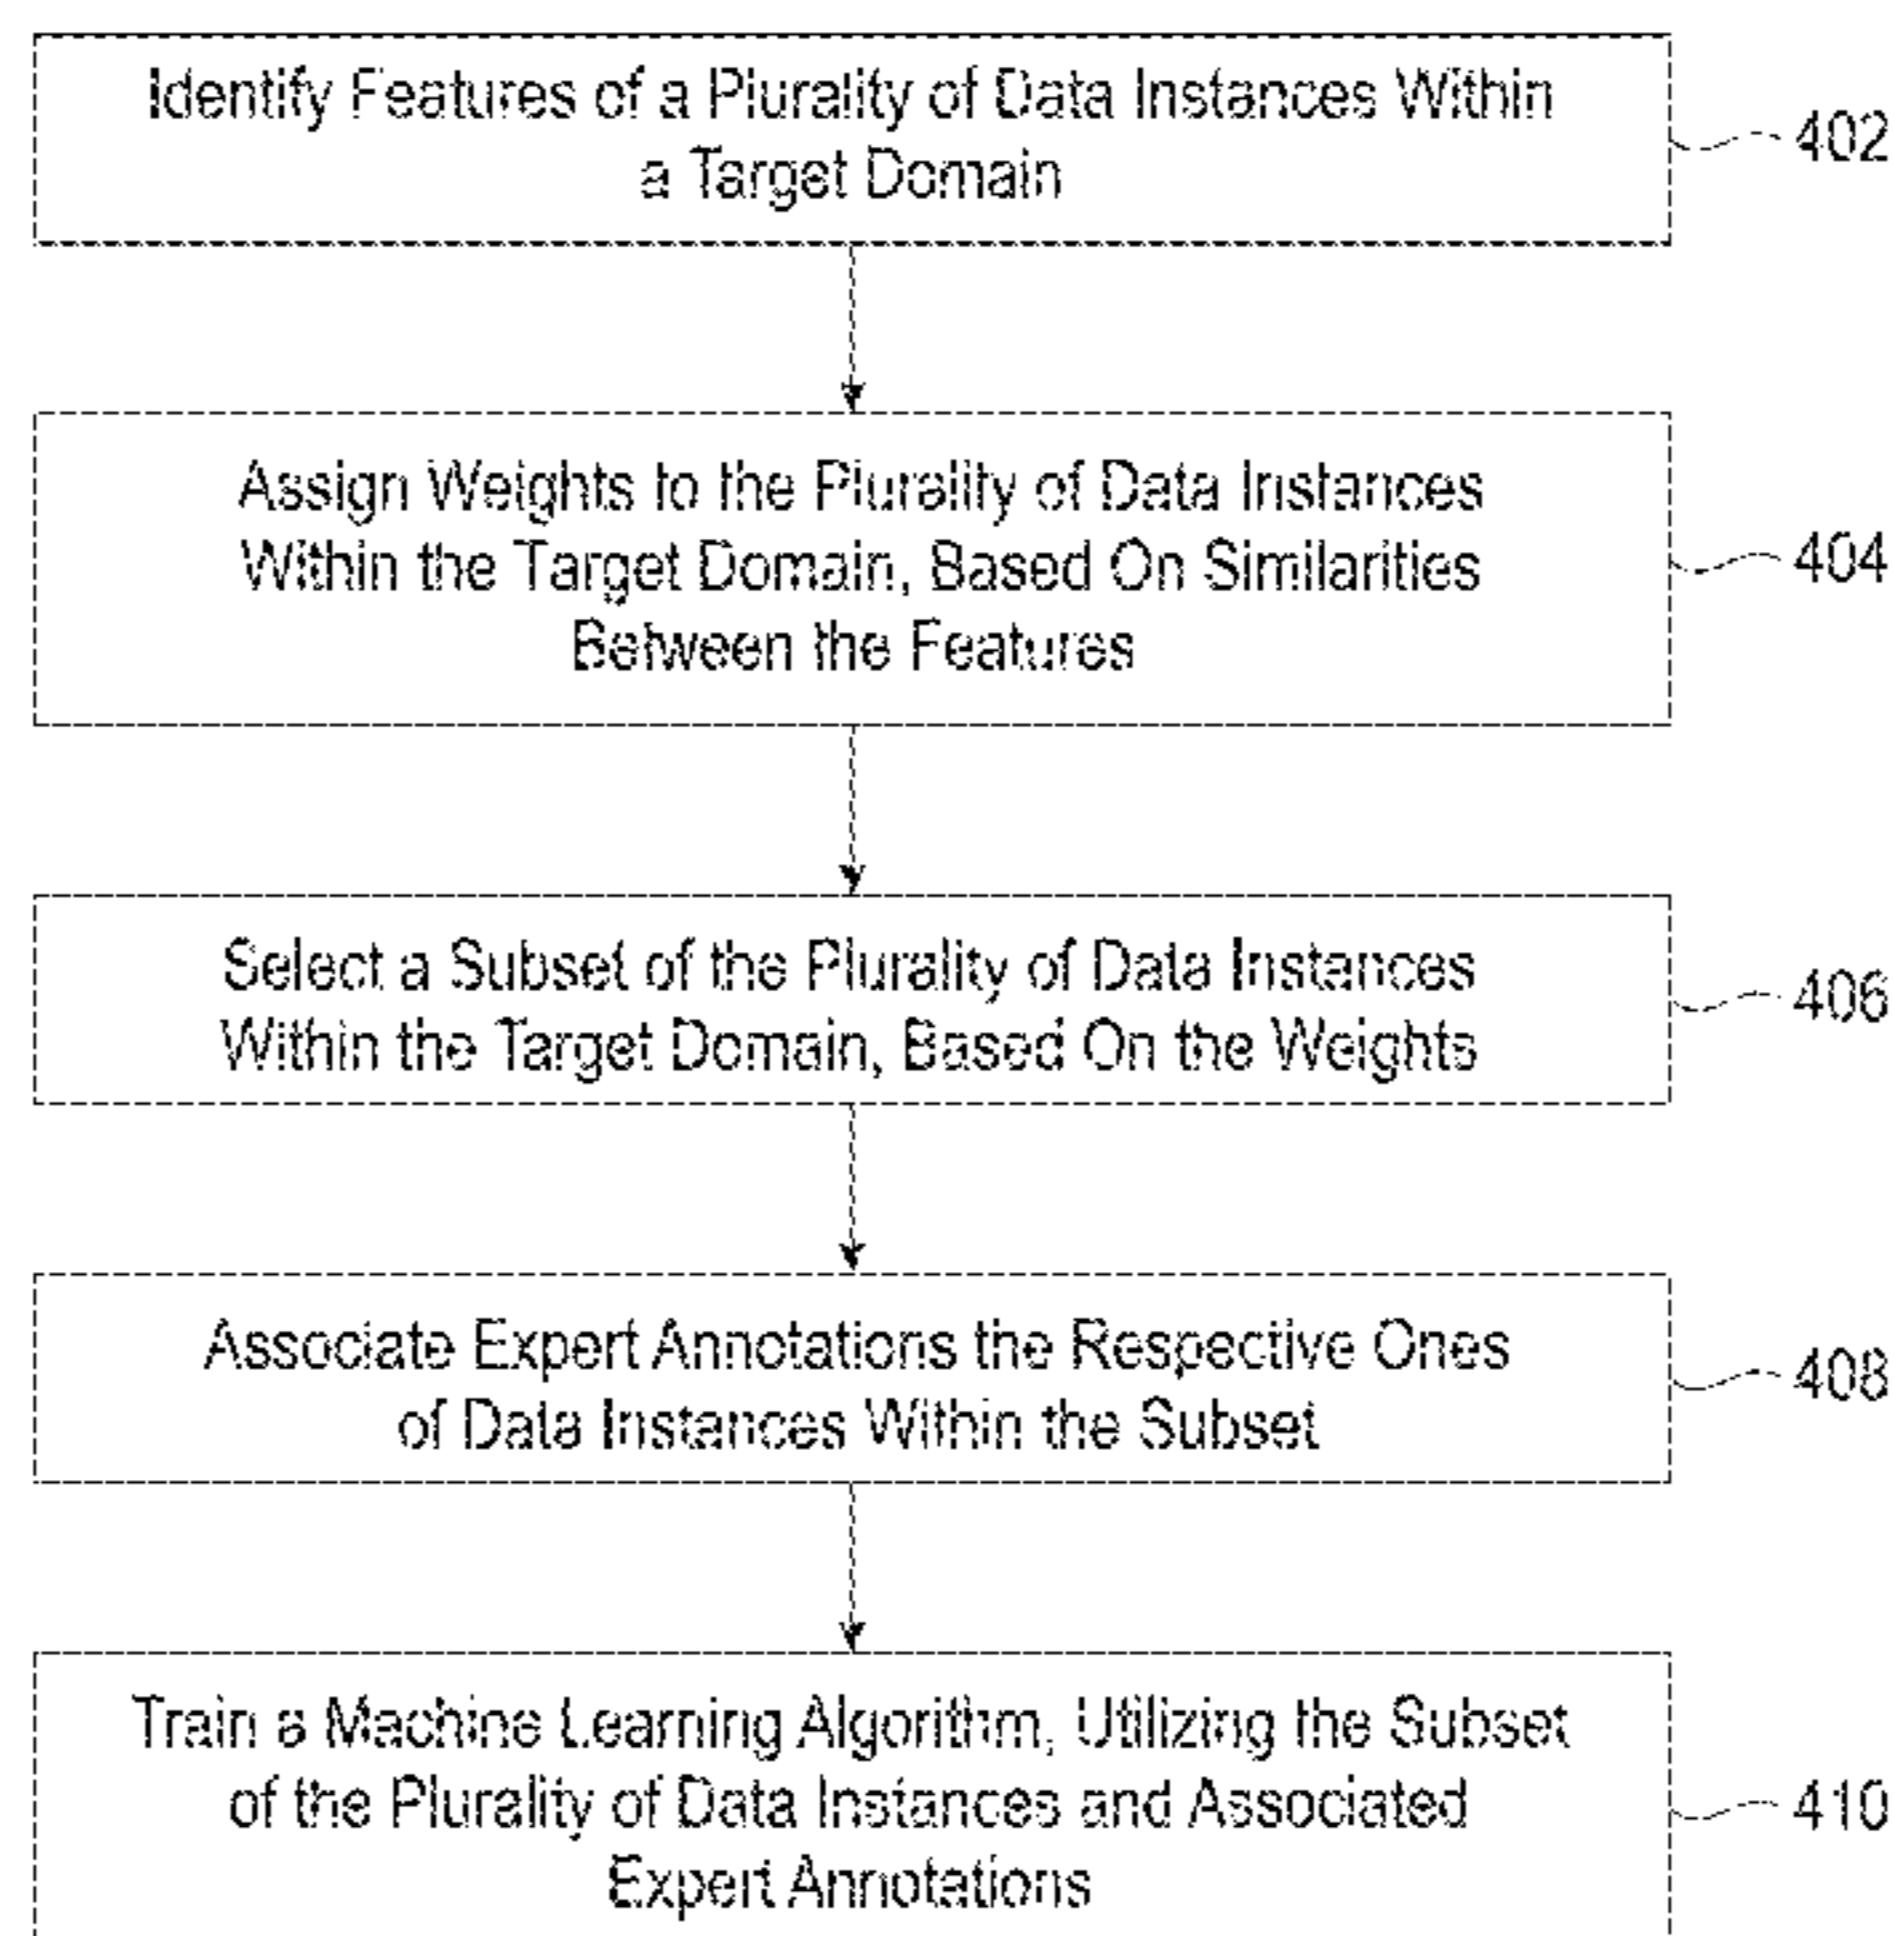 Identify Features of a Plurality of Data Instances Within
a Target Domain
402
Assign Weights to the Plurality of Data Instances
Within the Target Domain, Based On Similarities
Between the Features
404
Select a Subset of the Plurality of Data Instances
Within the Target Domain, Based On the Weights
406
Associate Expert Annotations the Respective Ones
of Data Instances Within the Subset
408
Train a Machine Learning Algorithm, Utilizing the Subset
of the Plurality of Data Instances and Associated
Expert Annotations
410